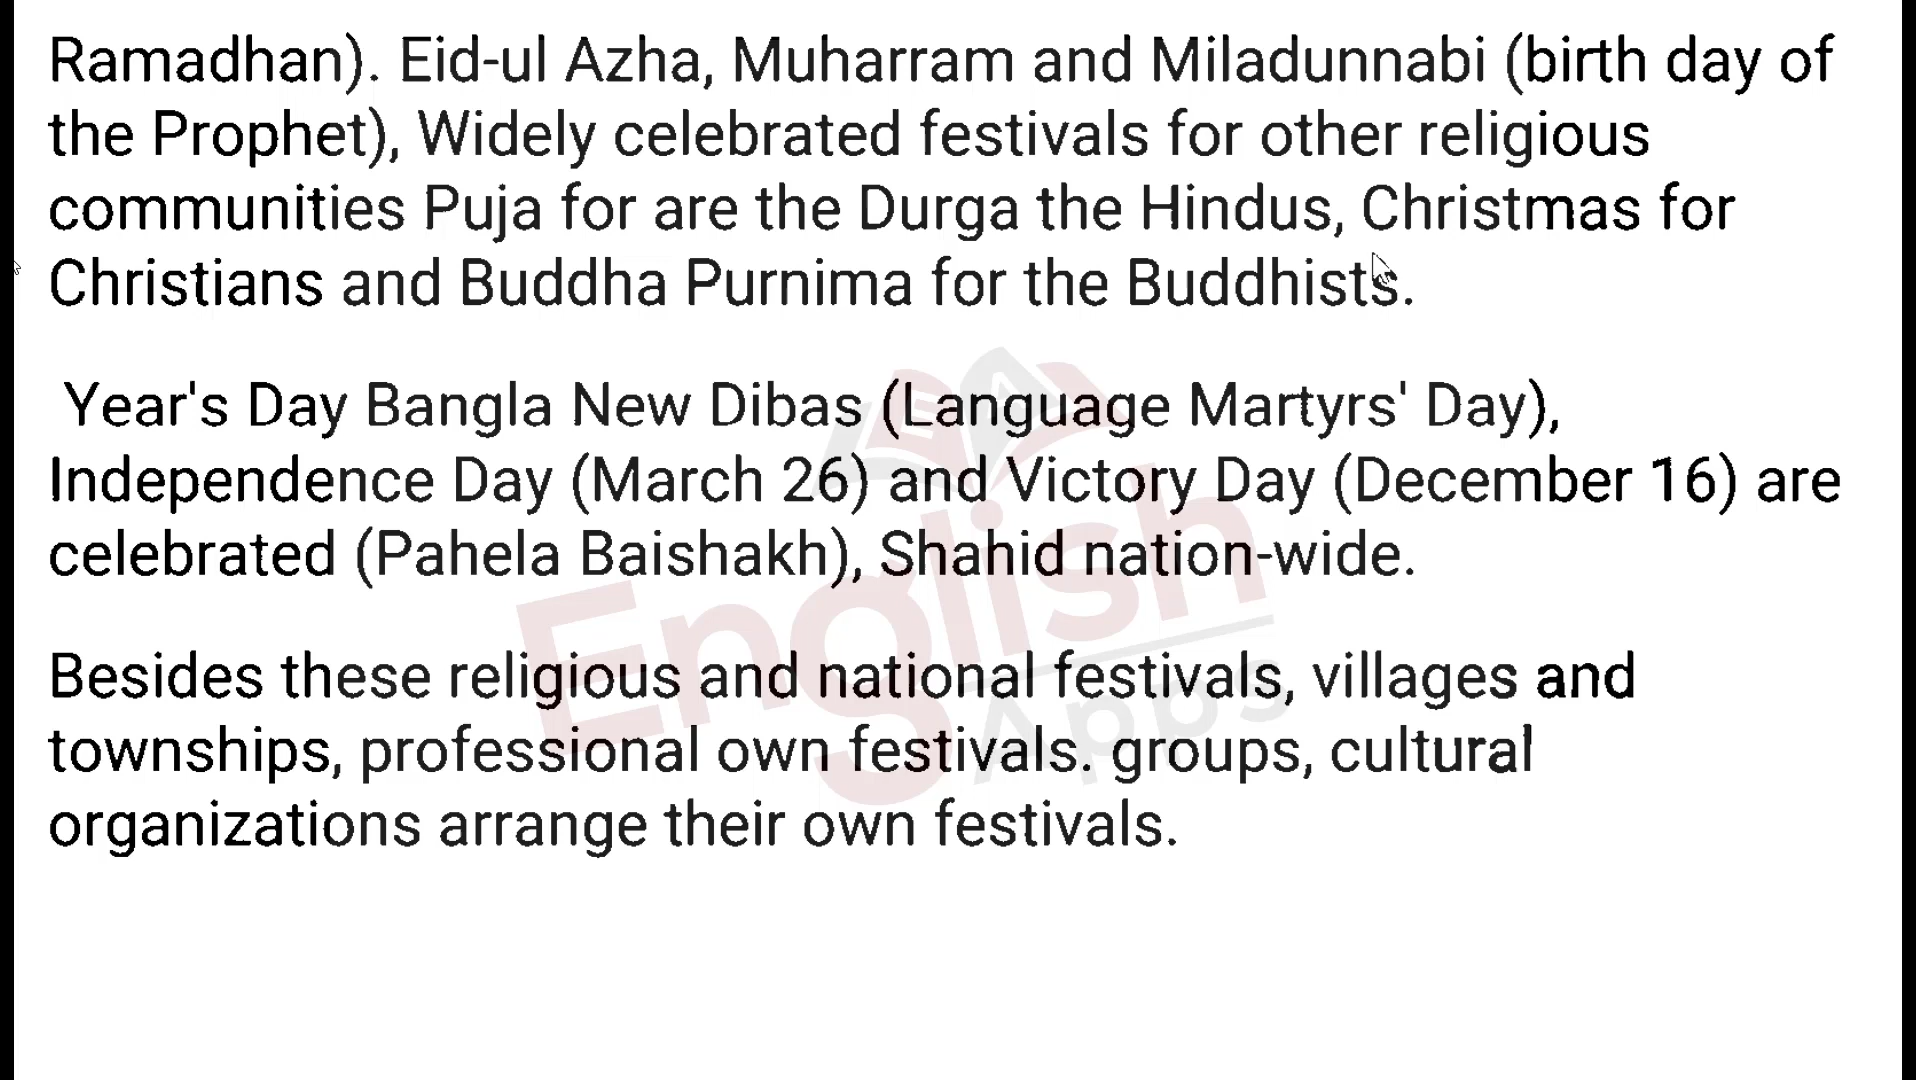 Ramadhan). Eid-ul Azha, Muharram and Miladunnabi (birth day of
the Prophet), Widely celebrated festivals for other religious
communities Puja for are the Durga the Hindus, Christmas for
Christians and Buddha Purnima for the Buddhists.
Year's Day Bangla New Dibas (Language Martyrs' Day),
Independence Day (March 26) and Victory Day (December 16) are
celebrated (Pahela Baishakh), Shahid nation-wide.
Besides these religious and national festivals, villages and
townships, professional own festivals. groups, cultural
organizations arrange their own festivals.
English
Apps